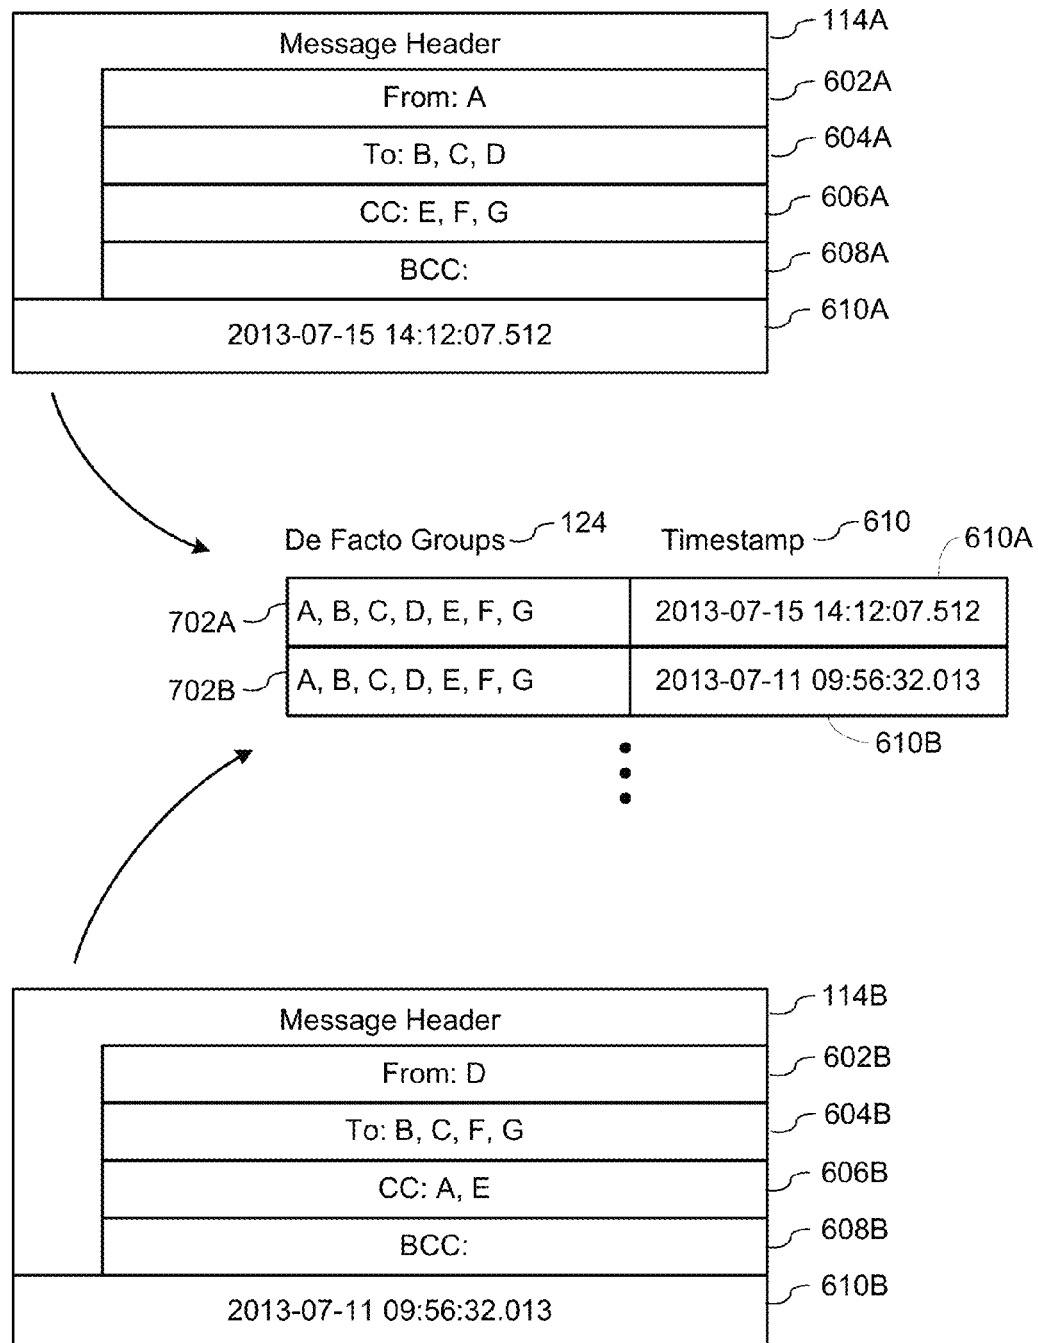 Message Header 114A
From: A 602A
To: B, C, D 604A
CC: E, F, G 606A
BCC: 608A
2013-07-15 14:12:07.512 610A
De Facto Groups 124 Timestamp 610
610A
702A A, B, C, D, E, F, G 2013-07-15 14:12:07.512
702B A, B, C, D, E, F, G 2013-07-11 09:56:32.013
610B
Message Header 114B
From: D 602B
To: B, C, F, G 604B
CC: A, E 606B
BCC: 608B
2013-07-11 09:56:32.013 610B